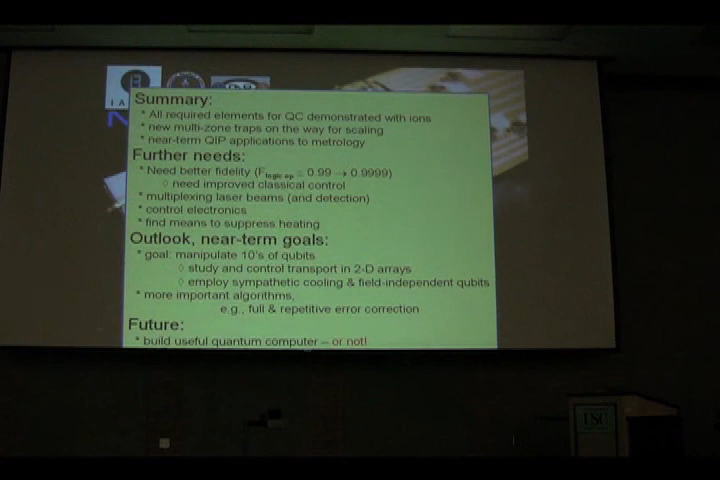 I A
N
Summary:
* All required elements for QC demonstrated with ions
* new multi-zone traps on the way for scaling
* near-term QIP applications to metrology
Further needs:
* Need better fidelity (Flogic op. = 0.99 → 0.9999)
◊ need improved classical control
* multiplexing laser beams (and detection)
* control electronics
* find means to suppress heating
Outlook, near-term goals:
* goal: manipulate 10's of qubits
◊ study and control transport in 2-D arrays
◊ employ sympathetic cooling & field-independent qubits
* more important algorithms,
e.g., full & repetitive error correction
Future:
* build useful quantum computer – or not!
USC